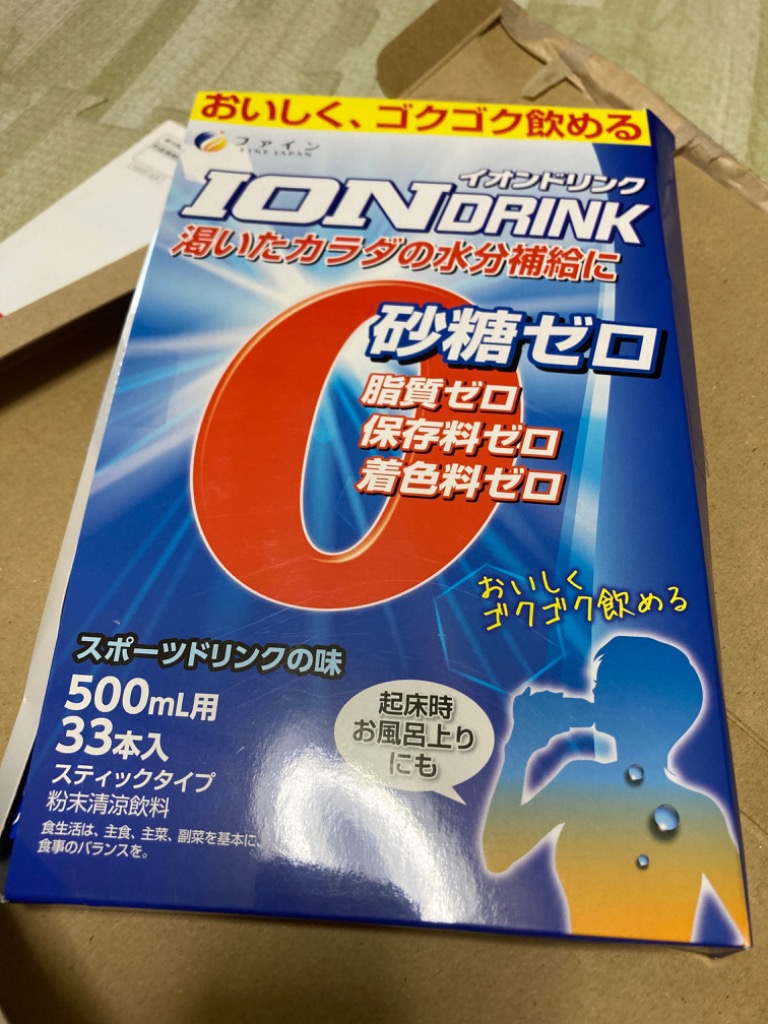 おいしく、ゴクゴク飲める
ファイン
FINE JAPAN
イオンドリンク
ION DRINK
渇いたカラダの水分補給に
0
砂糖ゼロ
脂質ゼロ
保存料ゼロ
着色料ゼロ
おいしく
ゴクゴク飲める
スポーツドリンクの味
500mL用
33本入
スティックタイプ
粉末清涼飲料
食生活は、主食、主菜、副菜を基本に、
食事のバランスを。
起床時
お風呂上り
にも